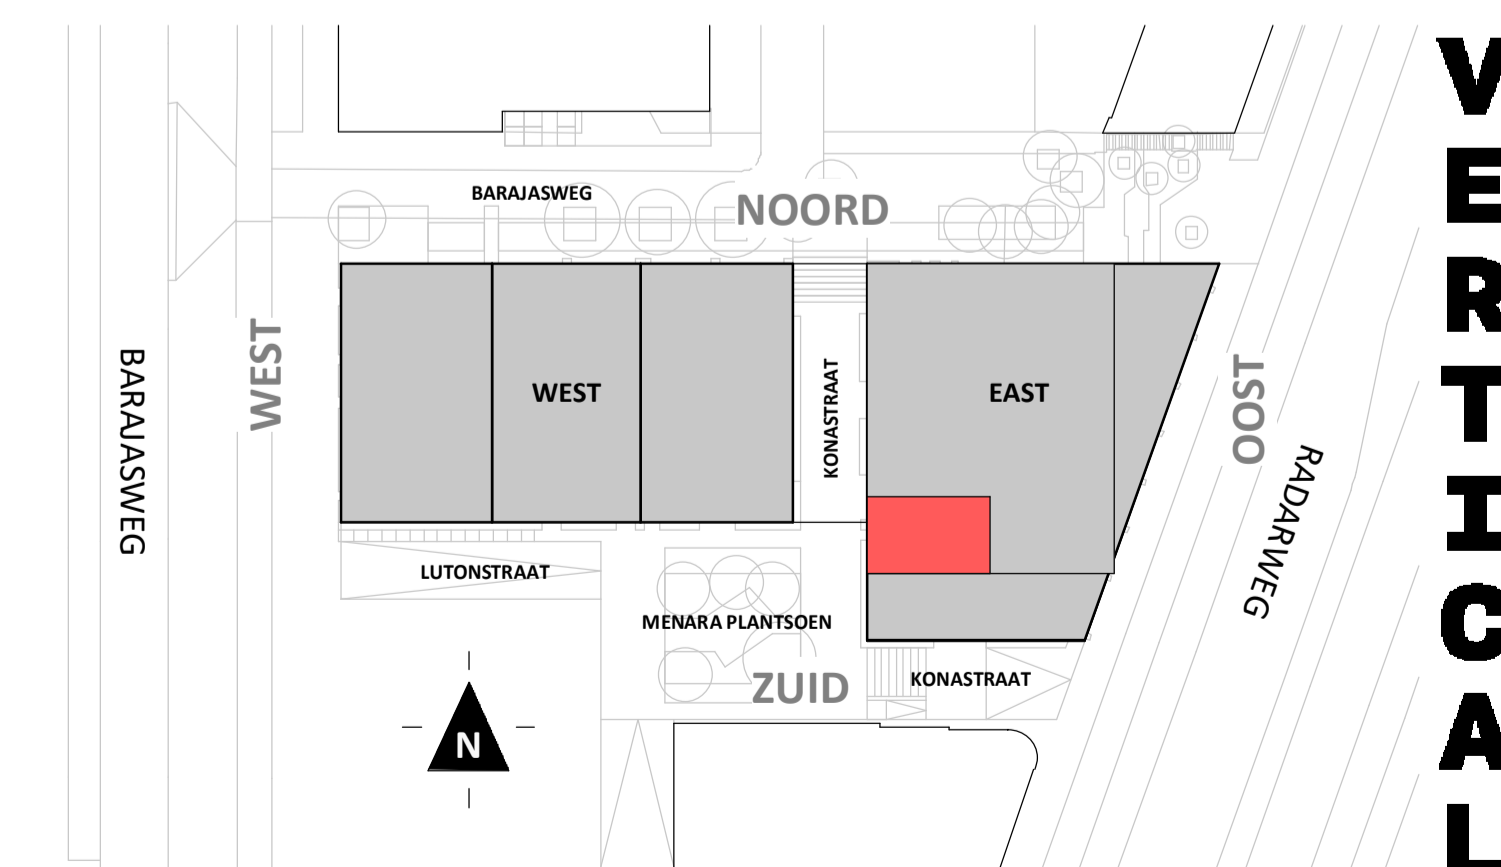 BARAJASWEG
NOORD
WEST
BARAJASWEG
WEST
KONASTRAAT
EAST
OOST
RADARWEG
LUTONSTRAAT
MENARA PLANTSOEN
ZUID
KONASTRAAT
N
VERTICAL